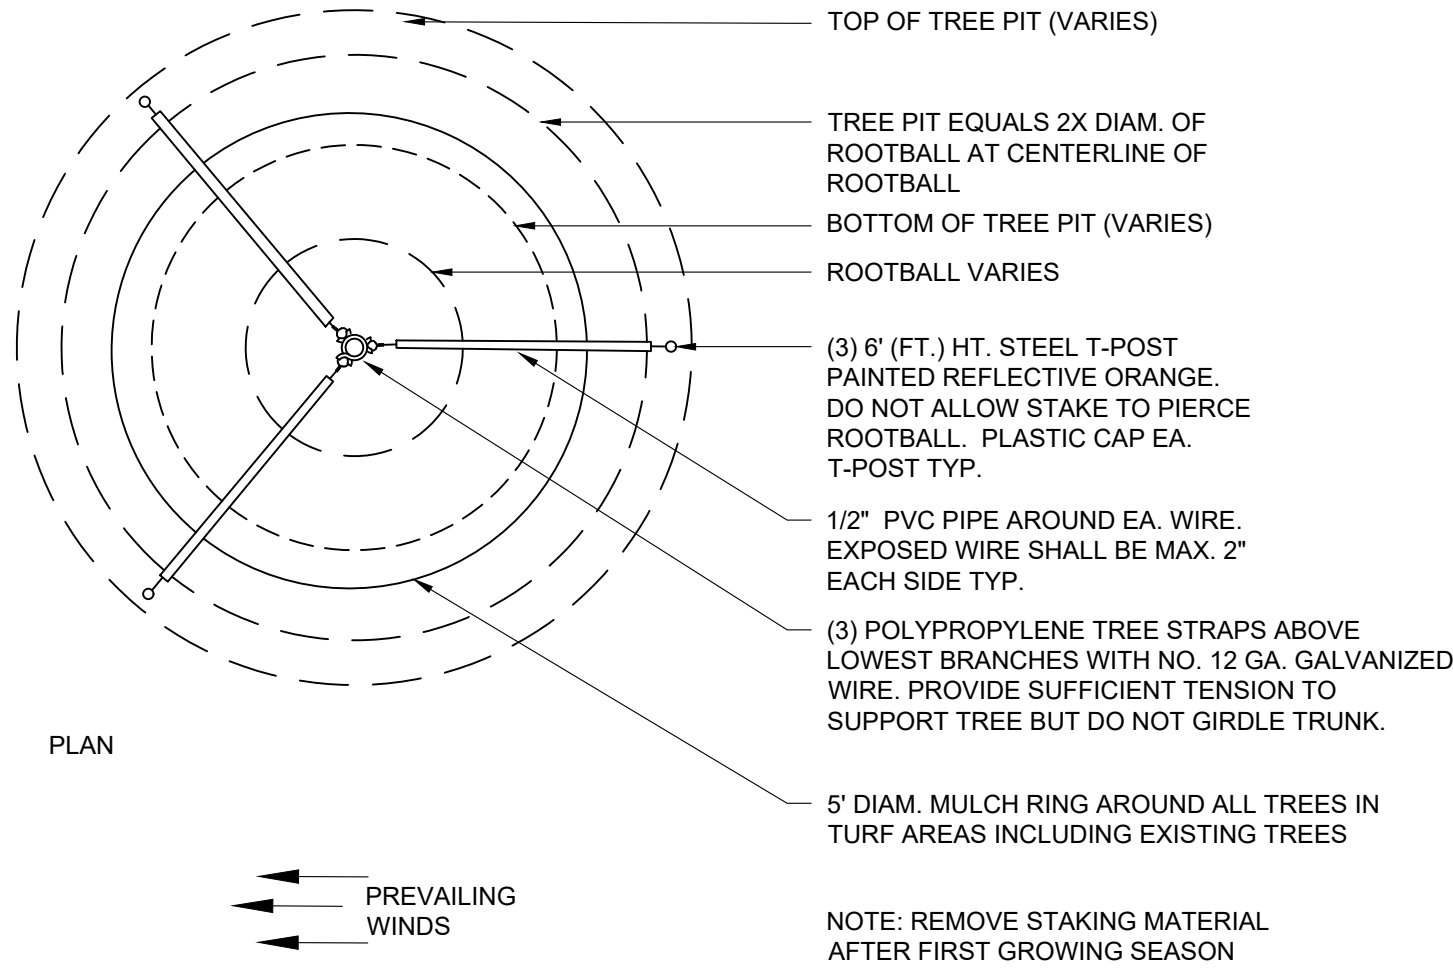 TOP OF TREE PIT (VARIES)
TREE PIT EQUALS 2X DIAM. OF
ROOTBALL AT CENTERLINE OF
ROOTBALL
BOTTOM OF TREE PIT (VARIES)
ROOTBALL VARIES
(3) 6' (FT.) HT. STEEL T-POST
PAINTED REFLECTIVE ORANGE.
DO NOT ALLOW STAKE TO PIERCE
ROOTBALL. PLASTIC CAP EA.
T-POST TYP.
1/2" PVC PIPE AROUND EA. WIRE.
EXPOSED WIRE SHALL BE MAX. 2"
EACH SIDE TYP.
(3) POLYPROPYLENE TREE STRAPS ABOVE
LOWEST BRANCHES WITH NO. 12 GA. GALVANIZED
WIRE. PROVIDE SUFFICIENT TENSION TO
SUPPORT TREE BUT DO NOT GIRDLE TRUNK.
PLAN
5' DIAM. MULCH RING AROUND ALL TREES IN
TURF AREAS INCLUDING EXISTING TREES
PREVAILING
WINDS
NOTE: REMOVE STAKING MATERIAL
AFTER FIRST GROWING SEASON